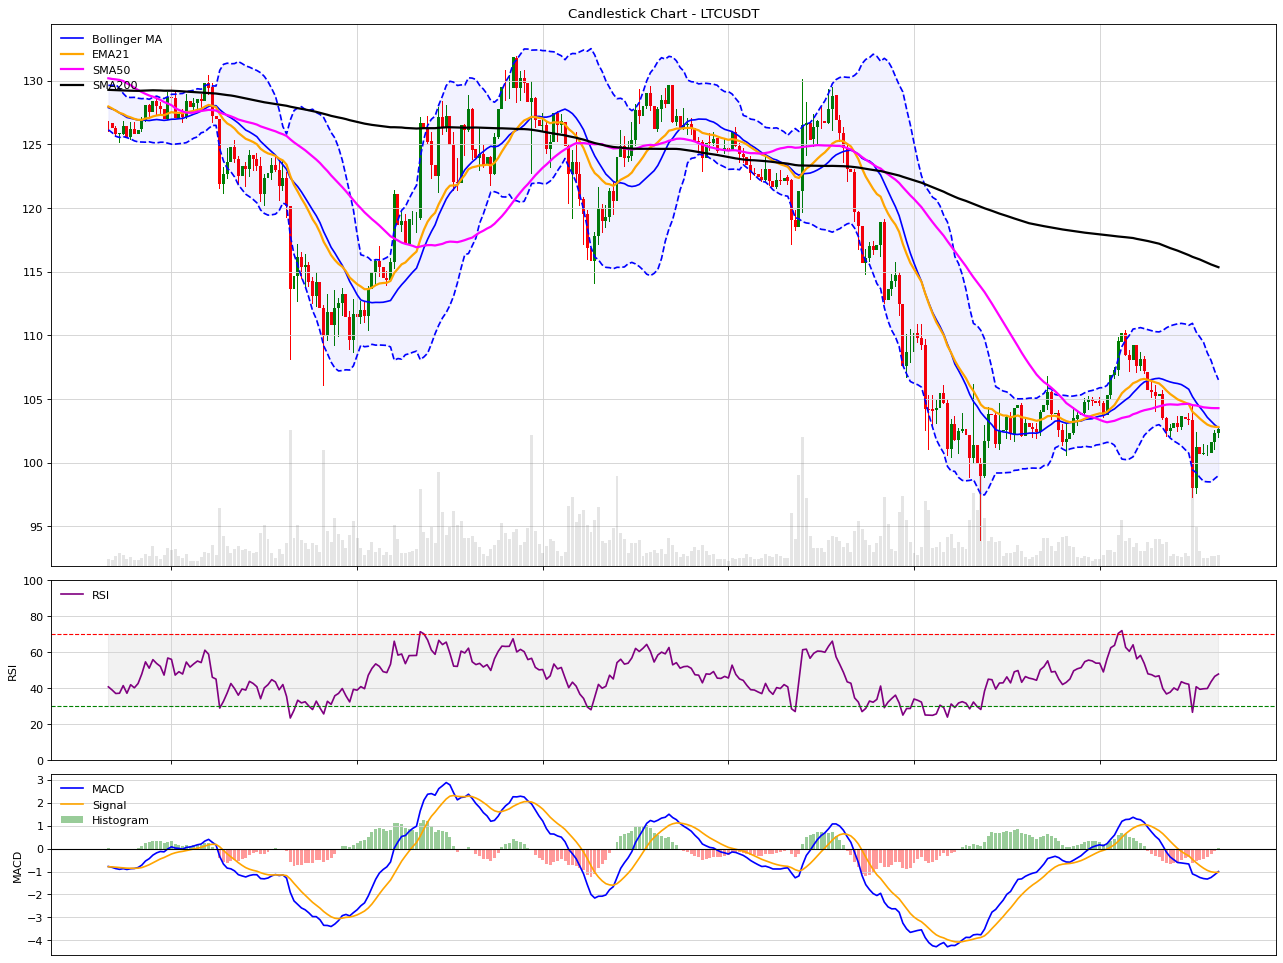 Candlestick Chart - LTCUSDT
Bollinger MA
EMA21
SMA50
SMA200
130
125
120
115
110
105
100
95
RSI
100
80
60
40
20
0
RSI
MACD
Signal
Histogram
3
2
1
0
−1
−2
−3
−4
MACD